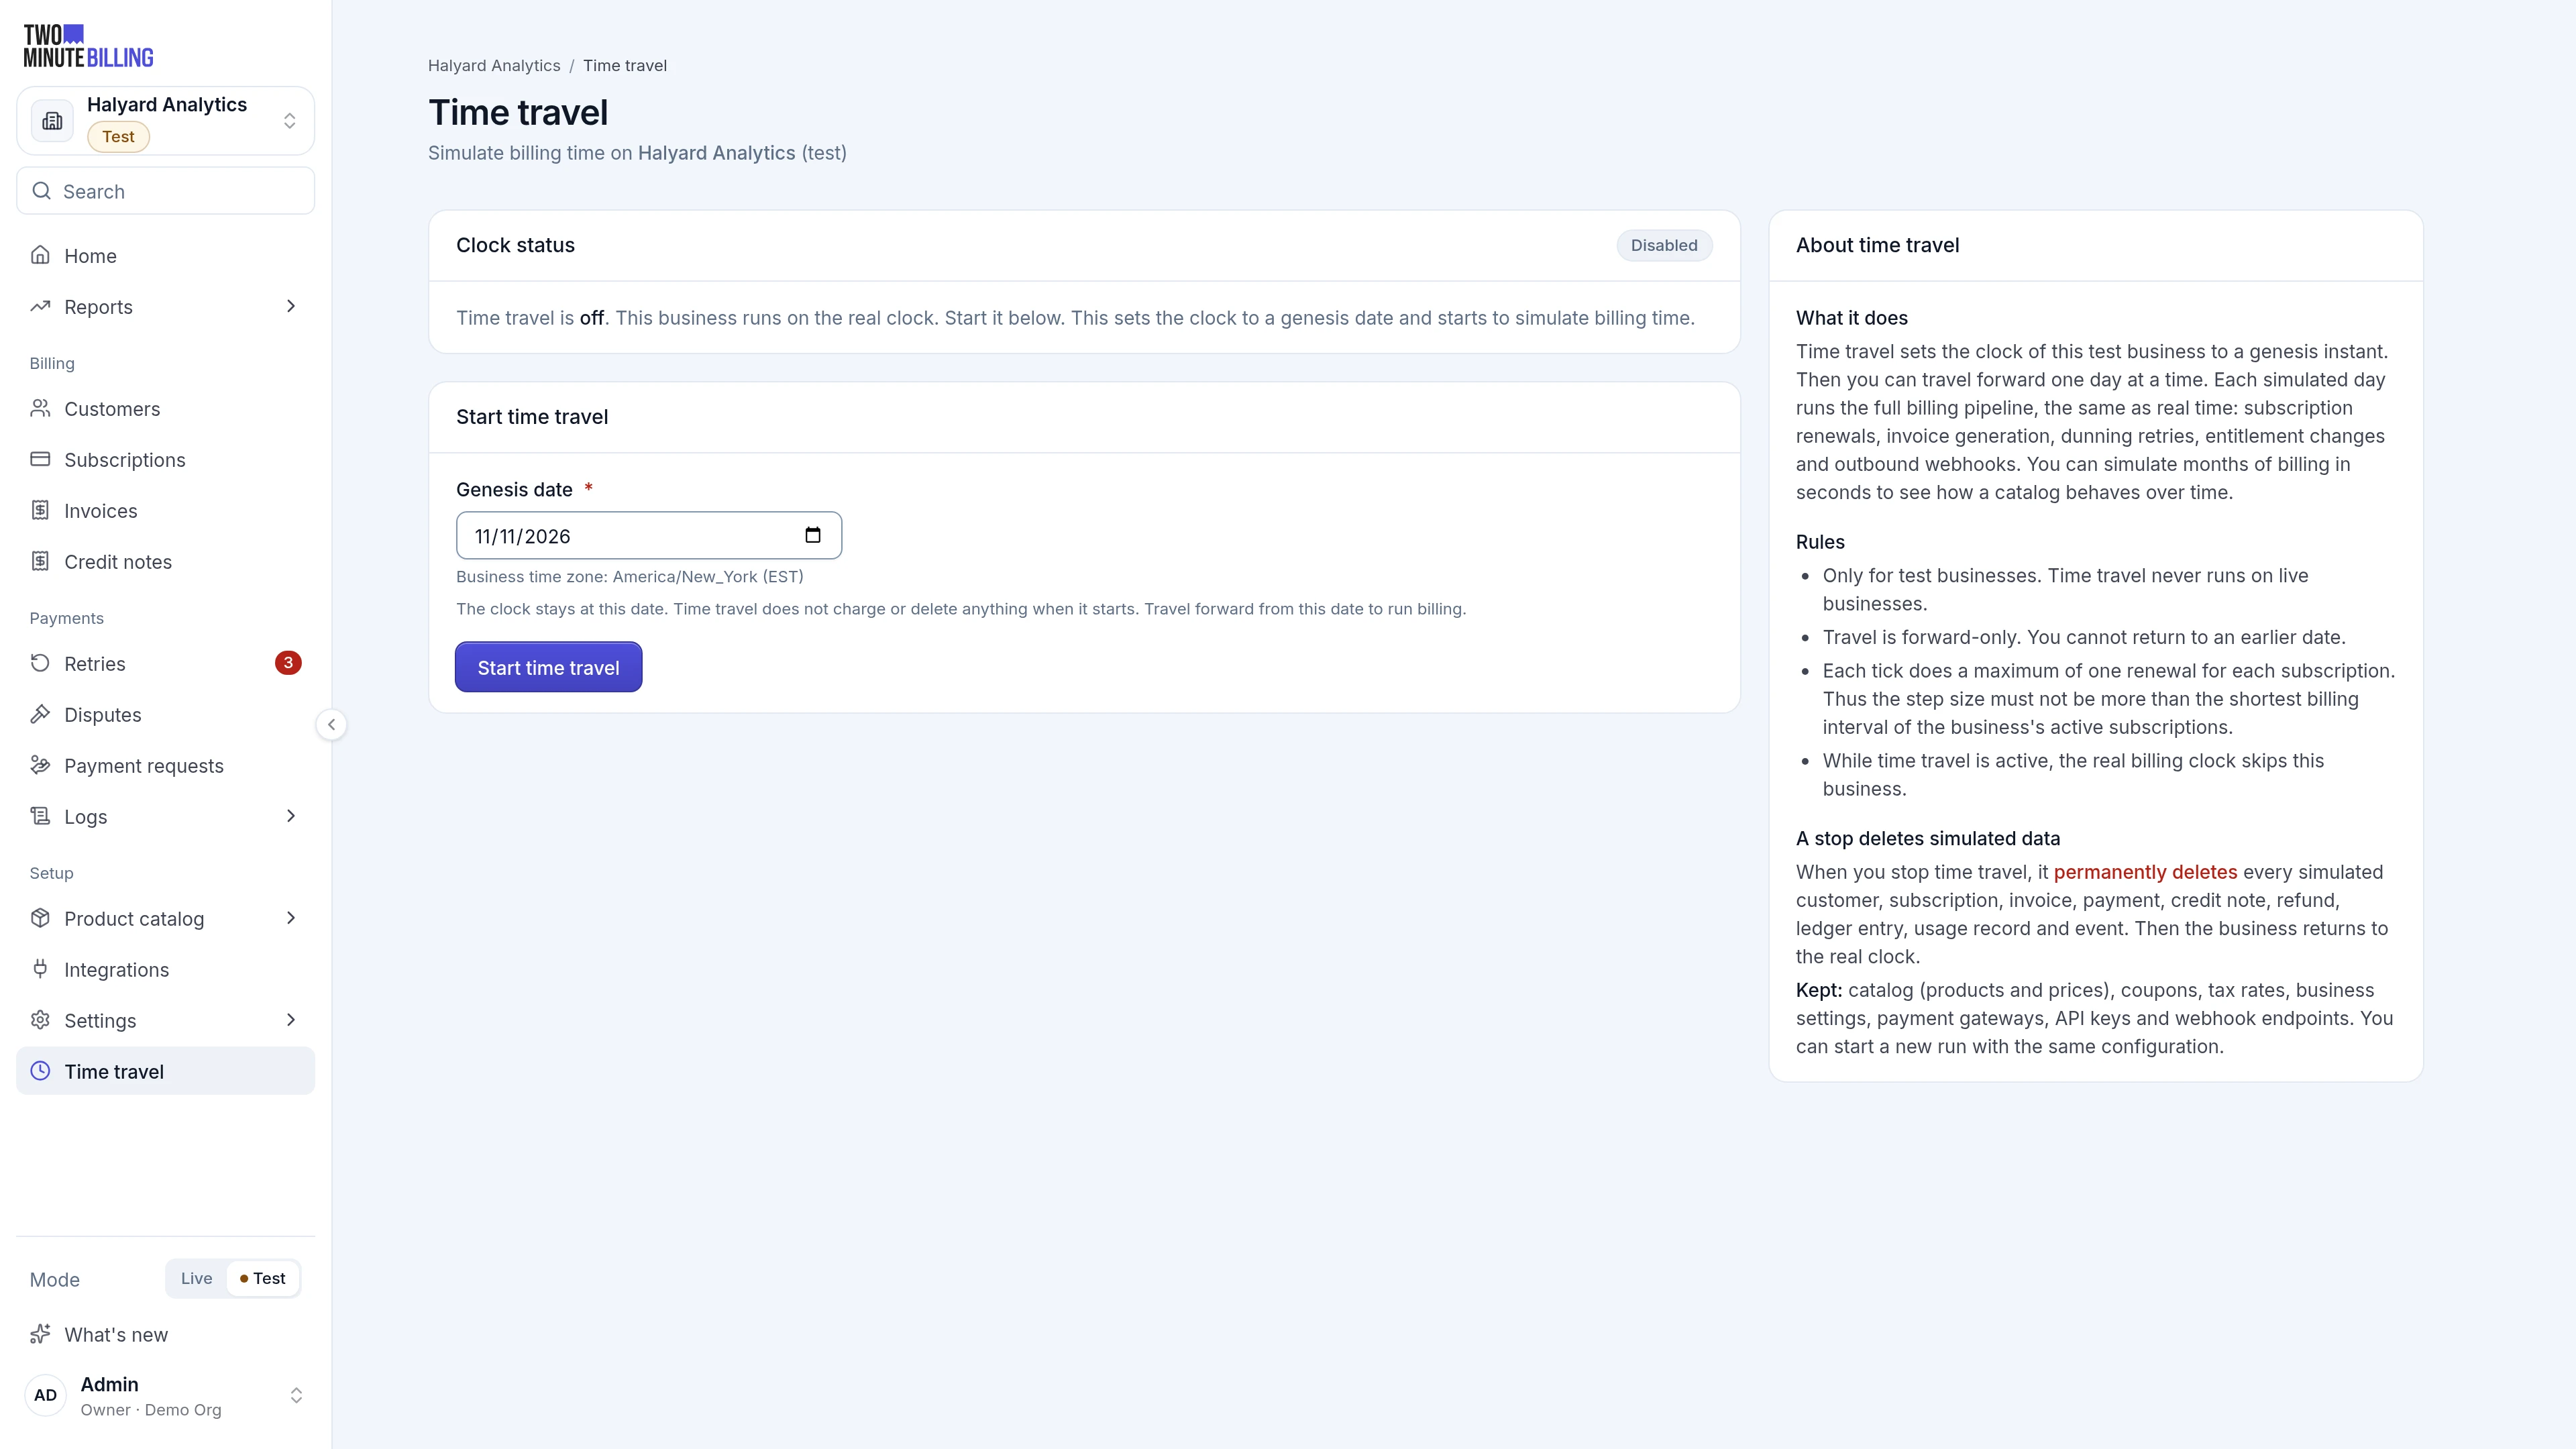 TWO
MINUTE BILLING
Halyard Analytics
Test
Search
Home
Reports
Billing
Customers
Subscriptions
Invoices
Credit notes
Payments
Retries 3
Disputes
Payment requests
Logs
Setup
Product catalog
Integrations
Settings
Time travel
Mode Live Test
What's new
AD Admin
Owner · Demo Org
Halyard Analytics / Time travel
Time travel
Simulate billing time on Halyard Analytics (test)
Clock status Disabled
Time travel is off. This business runs on the real clock. Start it below. This sets the clock to a genesis date and starts to simulate billing time.
Start time travel
Genesis date *
11/11/2026
Business time zone: America/New_York (EST)
The clock stays at this date. Time travel does not charge or delete anything when it starts. Travel forward from this date to run billing.
Start time travel
About time travel
What it does
Time travel sets the clock of this test business to a genesis instant.
Then you can travel forward one day at a time. Each simulated day
runs the full billing pipeline, the same as real time: subscription
renewals, invoice generation, dunning retries, entitlement changes
and outbound webhooks. You can simulate months of billing in
seconds to see how a catalog behaves over time.
Rules
• Only for test businesses. Time travel never runs on live
businesses.
• Travel is forward-only. You cannot return to an earlier date.
• Each tick does a maximum of one renewal for each subscription.
Thus the step size must not be more than the shortest billing
interval of the business's active subscriptions.
• While time travel is active, the real billing clock skips this
business.
A stop deletes simulated data
When you stop time travel, it permanently deletes every simulated
customer, subscription, invoice, payment, credit note, refund,
ledger entry, usage record and event. Then the business returns to
the real clock.
Kept: catalog (products and prices), coupons, tax rates, business
settings, payment gateways, API keys and webhook endpoints. You
can start a new run with the same configuration.